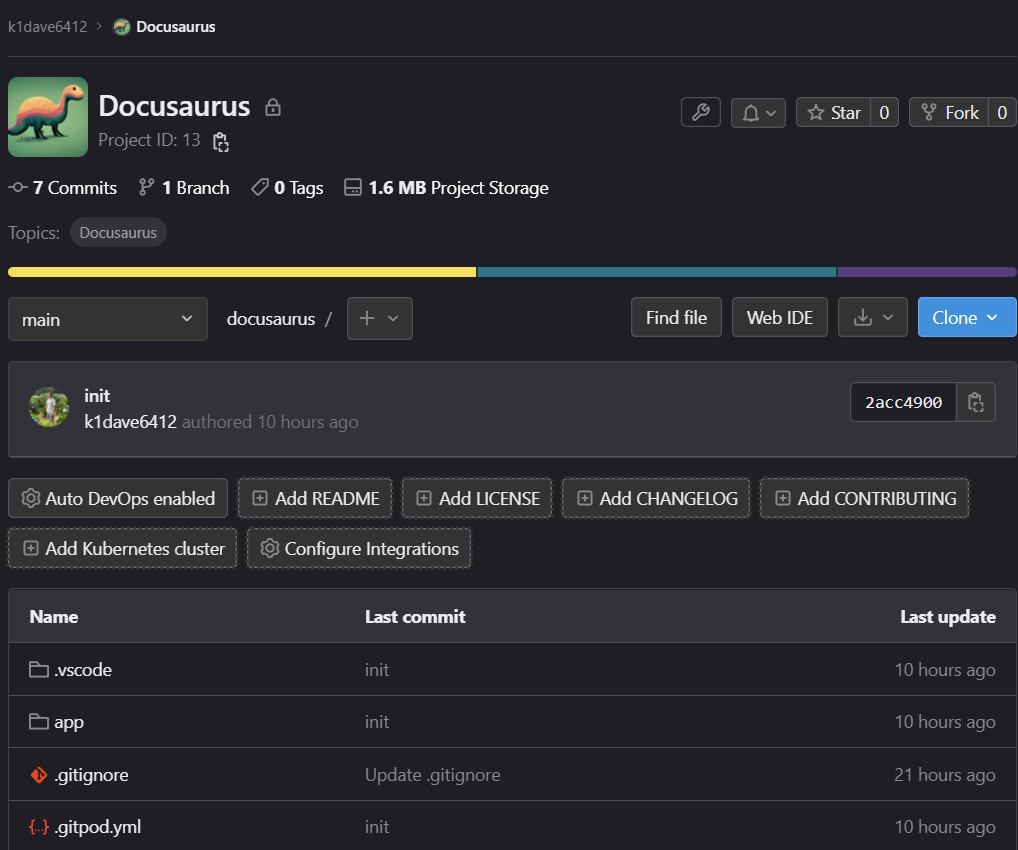 k1dave6412 › Docusaurus
Docusaurus
Project ID: 13
Star 0 Fork 0
7 Commits 1 Branch 0 Tags 1.6 MB Project Storage
Topics: Docusaurus
main docusaurus / + Find file Web IDE Clone
init
k1dave6412 authored 10 hours ago
2acc4900
Auto DevOps enabled Add README Add LICENSE Add CHANGELOG Add CONTRIBUTING
Add Kubernetes cluster Configure Integrations
Name Last commit Last update
.vscode init 10 hours ago
app init 10 hours ago
.gitignore Update .gitignore 21 hours ago
{..} .gitpod.yml init 10 hours ago